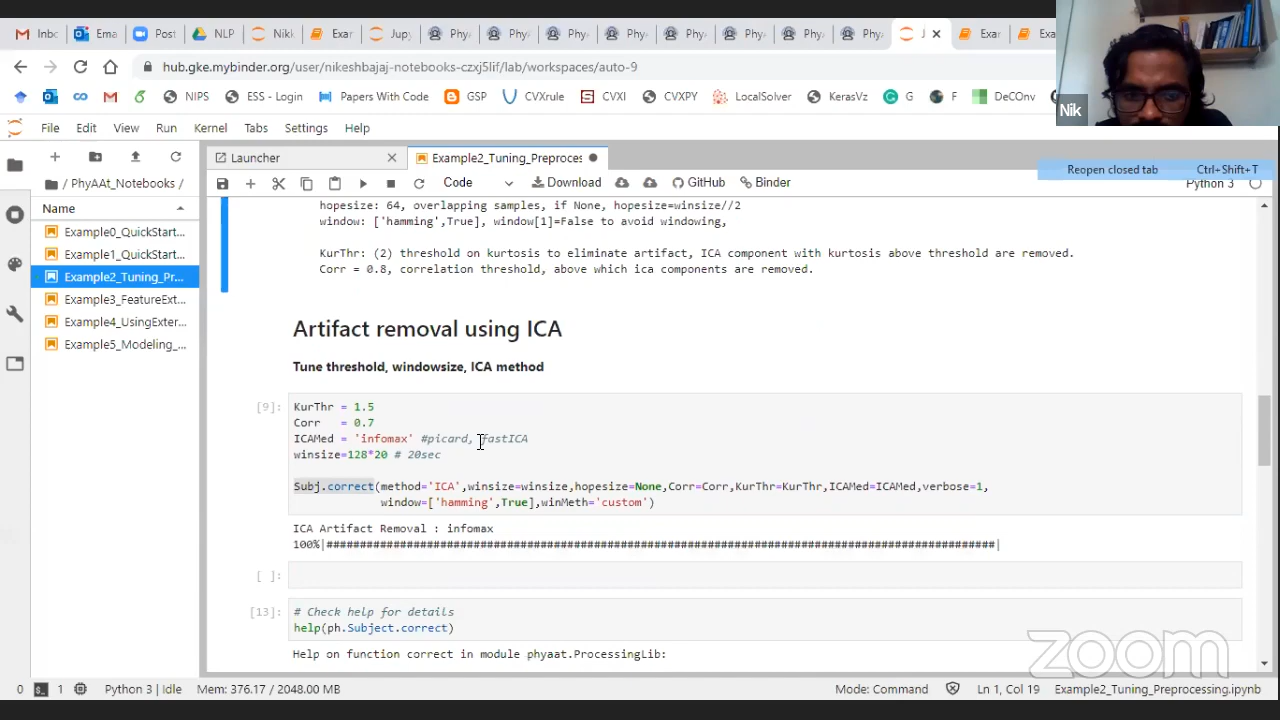 Inbc
Ema
Post
NLP
Nikk
Exar
Jupy
Phy
Phy
Phy
Phy
Phy
Phy
Phy
Phy
J
Exar
Exa
hub.gke.mybinder.org/user/nikeshbajaj-notebooks-czxj5lif/lab/workspaces/auto-9
NIPS
ESS - Login
Papers With Code
GSP
CVXrule
CVXI
CVXPY
LocalSolver
KerasVz
G
F
DeCOnv
Nik
File Edit View Run Kernel Tabs Settings Help
Launcher
Example2_Tuning_Preproces
Reopen closed tab Ctrl+Shift+T
/ PhyAAt_Notebooks /
Code
Download
GitHub
Binder
Python 3
Name
Example0_QuickStart...
Example1_QuickStart...
Example2_Tuning_Pr...
Example3_FeatureExt...
Example4_UsingExter...
Example5_Modeling_...
hopesize: 64, overlapping samples, if None, hopesize=winsize//2
window: ['hamming',True], window[1]=False to avoid windowing,
KurThr: (2) threshold on kurtosis to eliminate artifact, ICA component with kurtosis above threshold are removed.
Corr = 0.8, correlation threshold, above which ica components are removed.
Artifact removal using ICA
Tune threshold, windowsize, ICA method
[9]:
KurThr = 1.5
Corr = 0.7
ICAMed = 'infomax' #picard, fastICA
winsize=128*20 # 20sec
Subj.correct(method='ICA',winsize=winsize,hopesize=None,Corr=Corr,KurThr=KurThr,ICAMed=ICAMed,verbose=1,
window=['hamming',True],winMeth='custom')
ICA Artifact Removal : infomax
100%|####################################################################################################|
[ ]:
[13]:
# Check help for details
help(ph.Subject.correct)
Help on function correct in module phyaat.ProcessingLib:
zoom
0
1
Python 3 | Idle
Mem: 376.17 / 2048.00 MB
Mode: Command
Ln 1, Col 19
Example2_Tuning_Preprocessing.ipynb